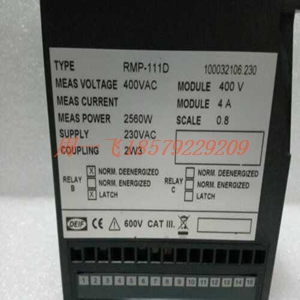 TYPE RMP-111D 100032106.230
MEAS VOLTAGE 400VAC MODULE 400 V
MEAS CURRENT MODULE 4 A
MEAS POWER 2560W SCALE 0.8
SUPPLY 230VAC
COUPLING 2W3
18579229209
RELAY B X NORM. DEENERGIZED
NORM. ENERGIZED
X LATCH
RELAY C NORM. DEENERGIZED
NORM. ENERGIZED
LATCH
DEIF CE 600V CAT III.